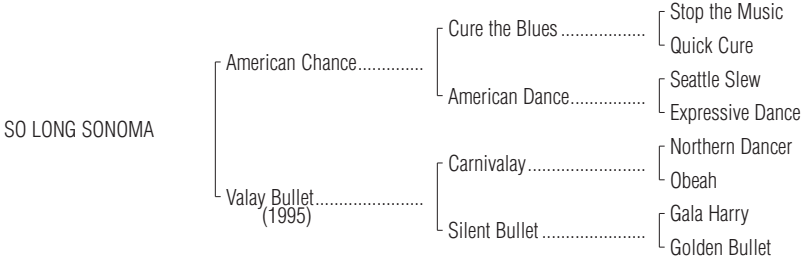 Stop the Music
Cure the Blues ..................
Quick Cure
American Chance..............
Seattle Slew
American Dance................
Expressive Dance
SO LONG SONOMA
Northern Dancer
Carnivalay.........................
Obeah
Valay Bullet.......................
(1995)
Gala Harry
Silent Bullet ......................
Golden Bullet